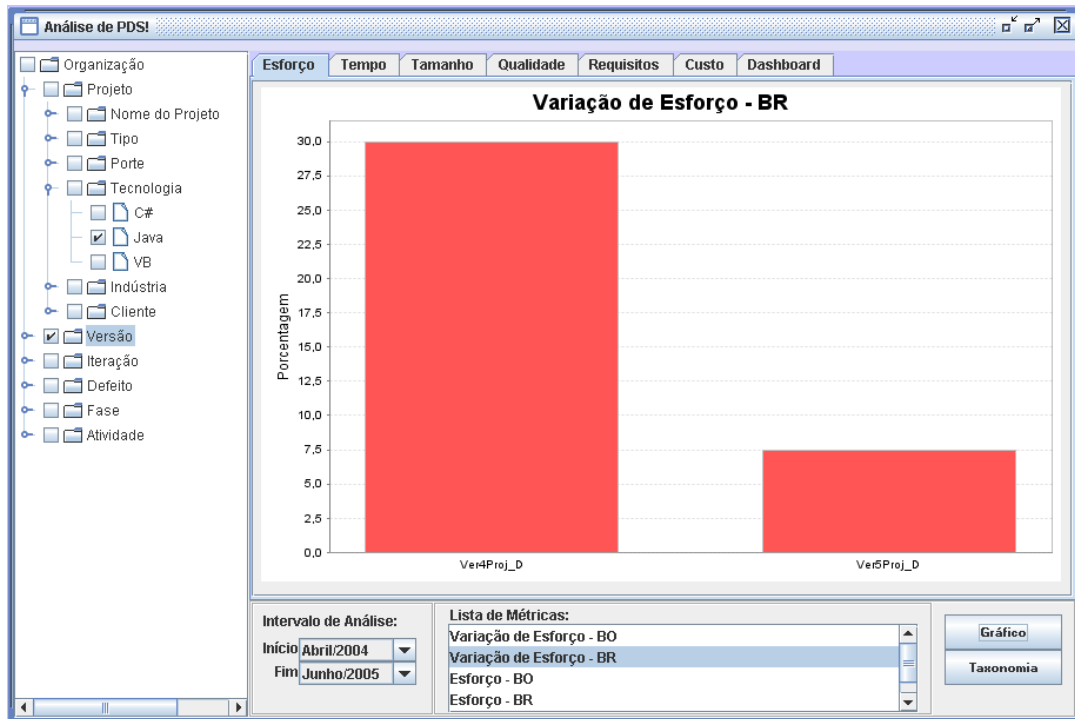 Análise de PDS!
Organização
Projeto
Nome do Projeto
Tipo
Porte
Tecnologia
C#
Java
VB
Indústria
Cliente
Versão
Iteração
Defeito
Fase
Atividade
Esforço Tempo Tamanho Qualidade Requisitos Custo Dashboard
Variação de Esforço - BR
Porcentagem
30,0
27,5
25,0
22,5
20,0
17,5
15,0
12,5
10,0
7,5
5,0
2,5
0,0
Ver4Proj_D Ver5Proj_D
Intervalo de Análise:
Início Abril/2004
Fim Junho/2005
Lista de Métricas:
Variação de Esforço - BO
Variação de Esforço - BR
Esforço - BO
Esforço - BR
Gráfico
Taxonomia